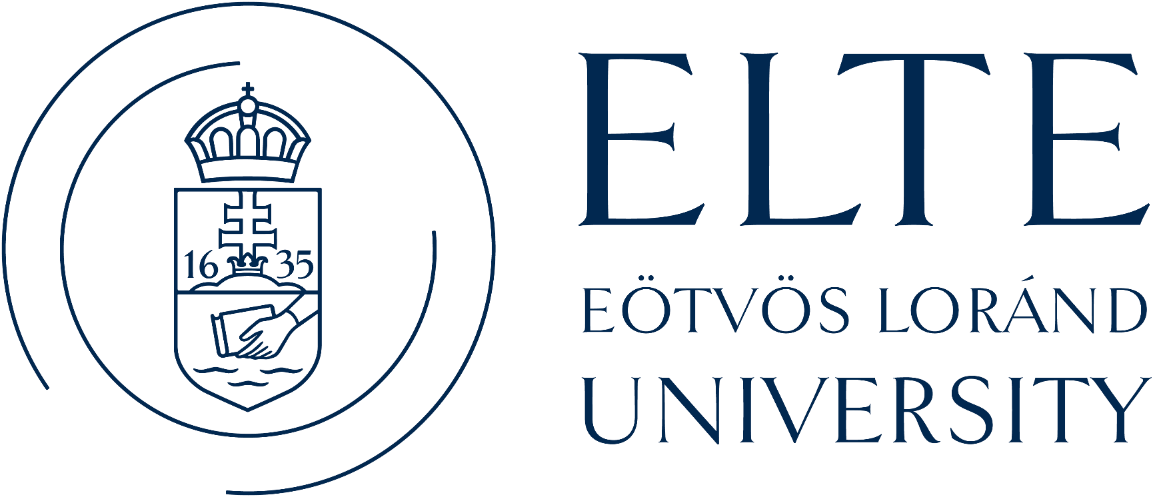 16 35
ELTE
EÖTVÖS LORÁND
UNIVERSITY